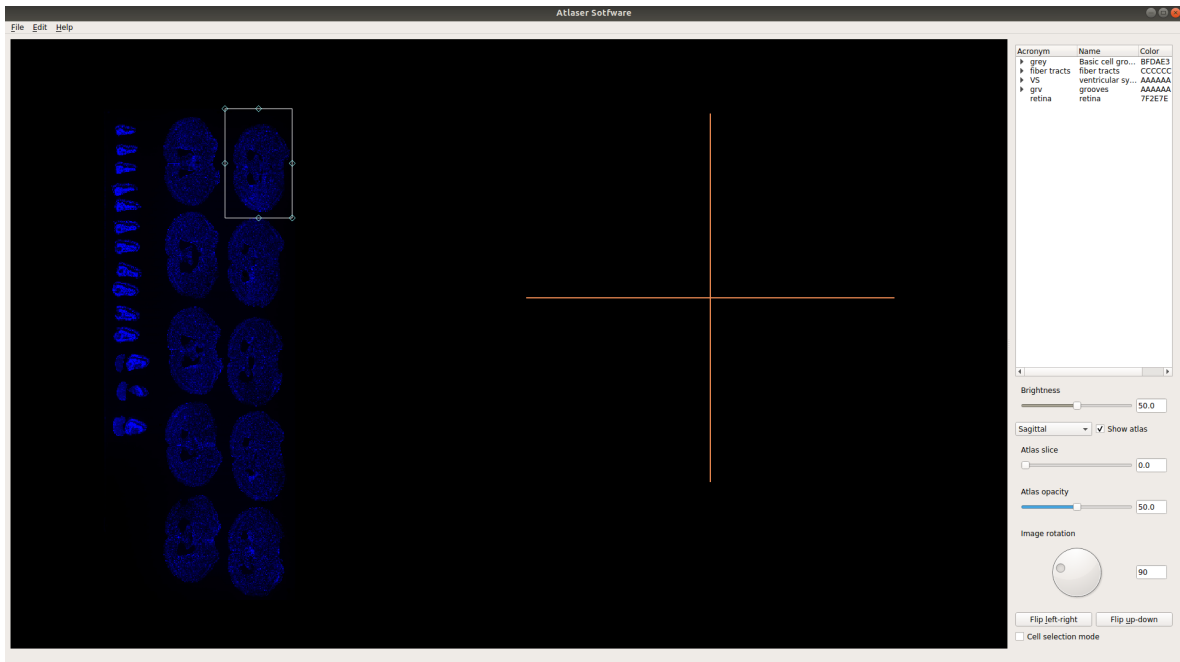 Atlaser Sotfware
File Edit Help
Acronym Name Color
grey Basic cell gro... BFDAE3
fiber tracts fiber tracts CCCCCC
VS ventricular sy... AAAAAA
grv grooves AAAAAA
retina retina 7F2E7E
Brightness
50.0
Sagittal Show atlas
Atlas slice
0.0
Atlas opacity
50.0
Image rotation
90
Flip left-right Flip up-down
Cell selection mode